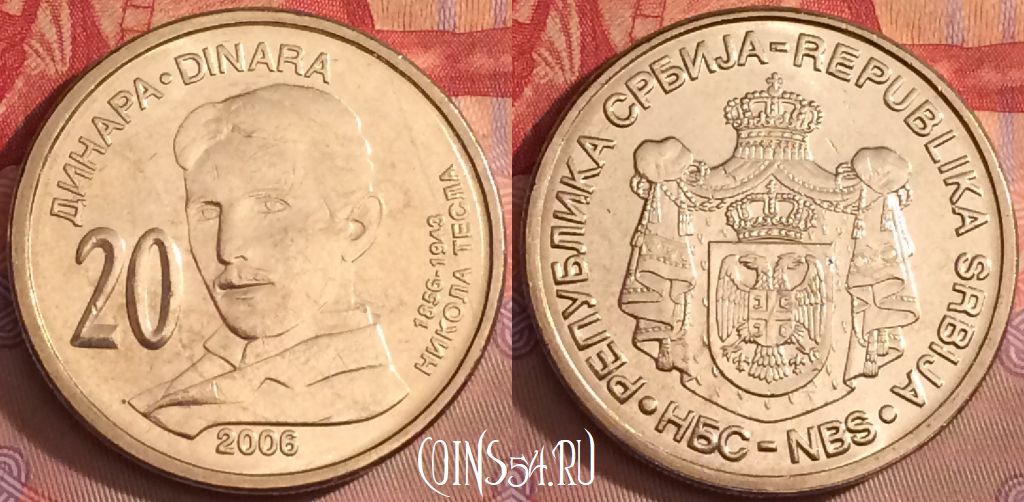 ДИНАРА • DINARA
20
1856-1943
НИКОЛА ТЕСЛА
2006
РЕПУБЛИКА СРБИЈА - REPUBLIKA SRBIJA
• НБС - NBS •
COINS54.RU